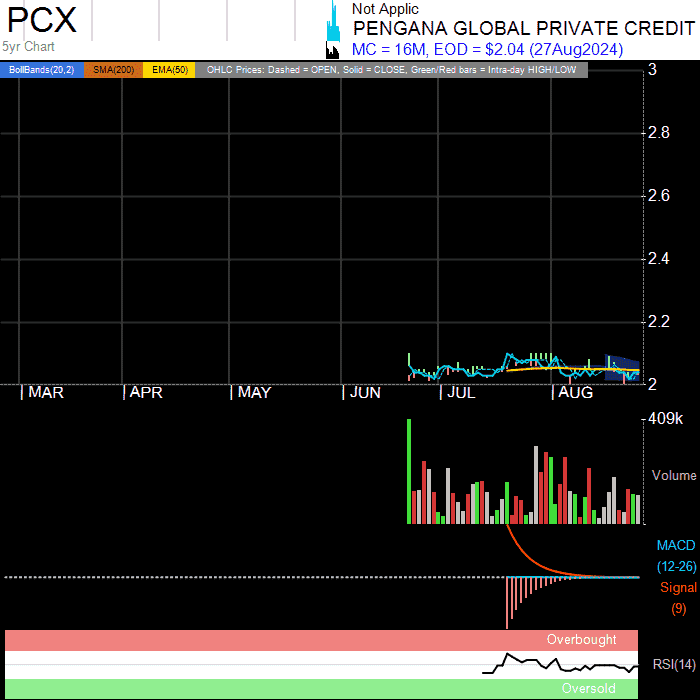 PCX
5yr Chart
Not Applic
PENGANA GLOBAL PRIVATE CREDIT
MC = 16M, EOD = $2.04 (27Aug2024)
BollBands(20,2) SMA(200) EMA(50) OHLC Prices: Dashed = OPEN, Solid = CLOSE, Green/Red bars = Intra-day HIGH/LOW
3
2.8
2.6
2.4
2.2
2
MAR APR MAY JUN JUL AUG
409k
Volume
MACD
(12-26)
Signal
(9)
Overbought
RSI(14)
Oversold